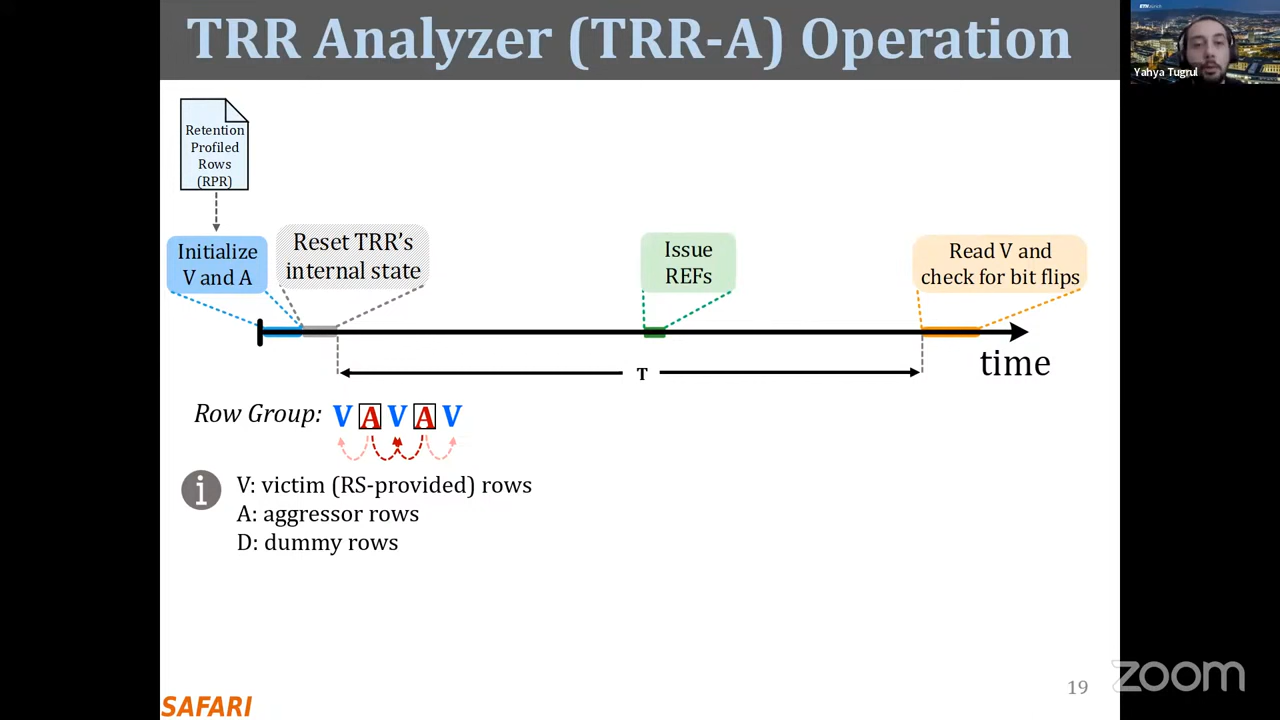 TRR Analyzer (TRR-A) Operation
ETH zürich
Yahya Tugrul
Retention
Profiled
Rows
(RPR)
Initialize
V and A
Reset TRR's
internal state
Issue
REFs
Read V and
check for bit flips
T
time
Row Group: V A V A V
i
V: victim (RS-provided) rows
A: aggressor rows
D: dummy rows
SAFARI
19
zoom